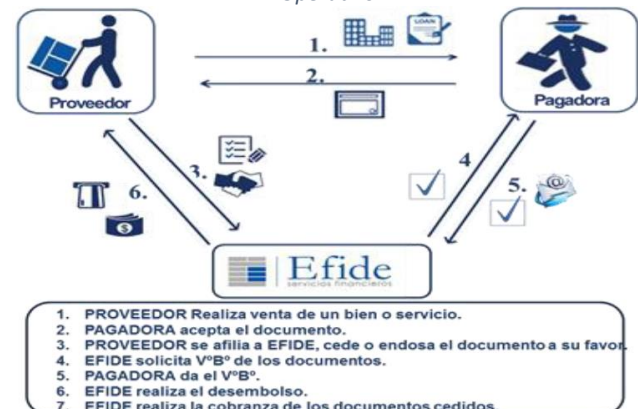 1.
LOAN
2.
Proveedor
Pagadora
3.
4
5.
@
6.
$
Efide
servicios financieros
1. PROVEEDOR Realiza venta de un bien o servicio.
2. PAGADORA acepta el documento.
3. PROVEEDOR se afilia a EFIDE, cede o endosa el documento a su favor.
4. EFIDE solicita VºBº de los documentos.
5. PAGADORA da el VºBº.
6. EFIDE realiza el desembolso.
7. EFIDE realiza la cobranza de los documentos cedidos.